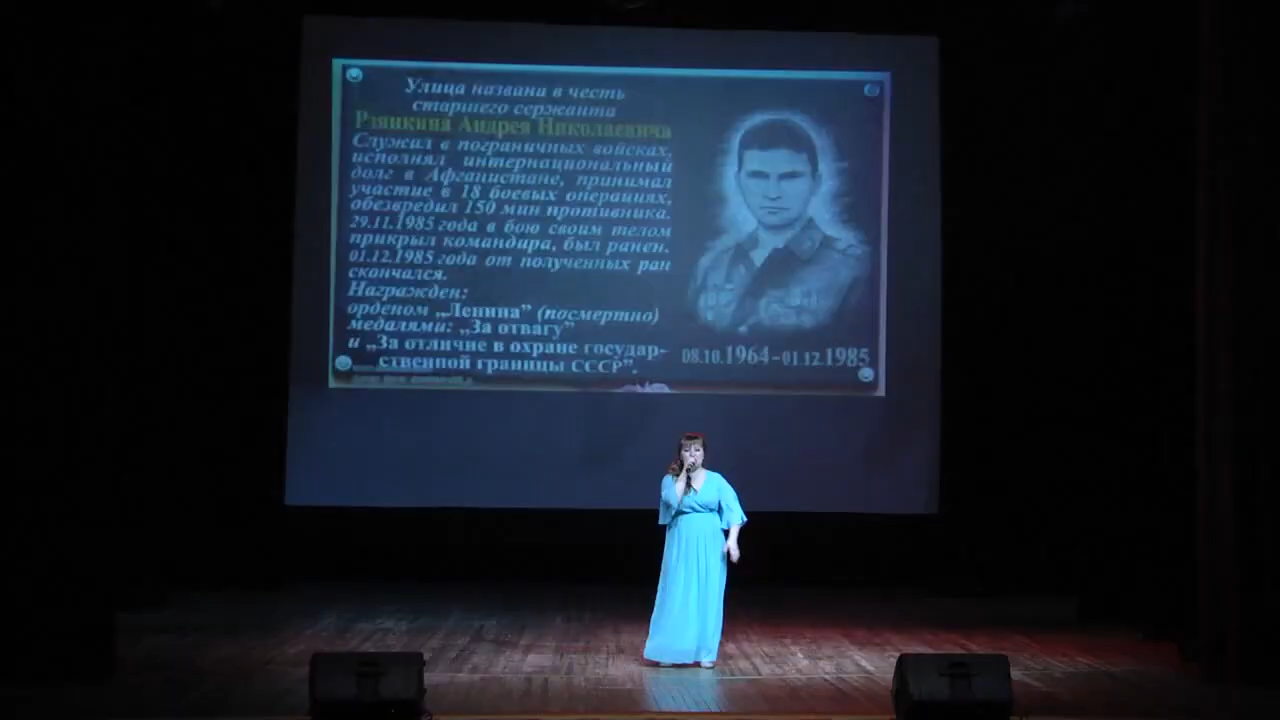 Улица названа в честь
старшего сержанта
Рзянкина Андрея Николаевича
Служил в пограничных войсках,
исполнял интернациональный
долг в Афганистане, принимал
участие в 18 боевых операциях,
обезвредил 150 мин противника.
29.11.1985 года в бою своим телом
прикрыл командира, был ранен.
01.12.1985 года от полученных ран
скончался.
Награжден:
орденом „Ленина” (посмертно)
медалями: „За отвагу”
и „За отличие в охране государ-
ственной границы СССР”.
08.10.1964-01.12.1985